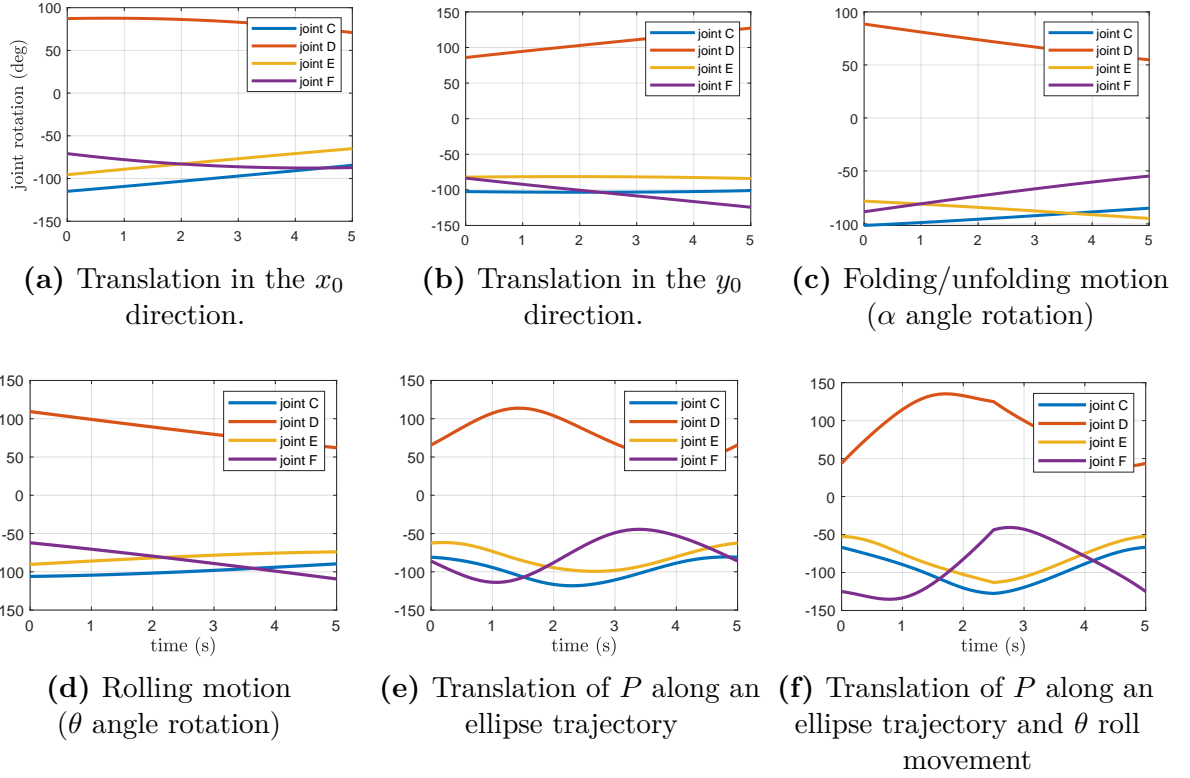 100
50
0
-50
-100
-150
0 1 2 3 4 5
joint rotation (deg)
joint C
joint D
joint E
joint F
(a) Translation in the x₀
direction.
150
100
50
0
-50
-100
-150
0 1 2 3 4 5
joint C
joint D
joint E
joint F
(b) Translation in the y₀
direction.
100
50
0
-50
-100
0 1 2 3 4 5
joint C
joint D
joint E
joint F
(c) Folding/unfolding motion
(α angle rotation)
150
100
50
0
-50
100
150
0 1 2 3 4 5
time (s)
joint C
joint D
joint E
joint F
(d) Rolling motion
(θ angle rotation)
150
100
50
0
-50
-100
-150
0 1 2 3 4 5
time (s)
joint C
joint D
joint E
joint F
(e) Translation of P along an
ellipse trajectory
150
100
50
0
-50
-100
-150
0 1 2 3 4 5
time (s)
joint C
joint D
joint E
joint F
(f) Translation of P along an
ellipse trajectory and θ roll
movement